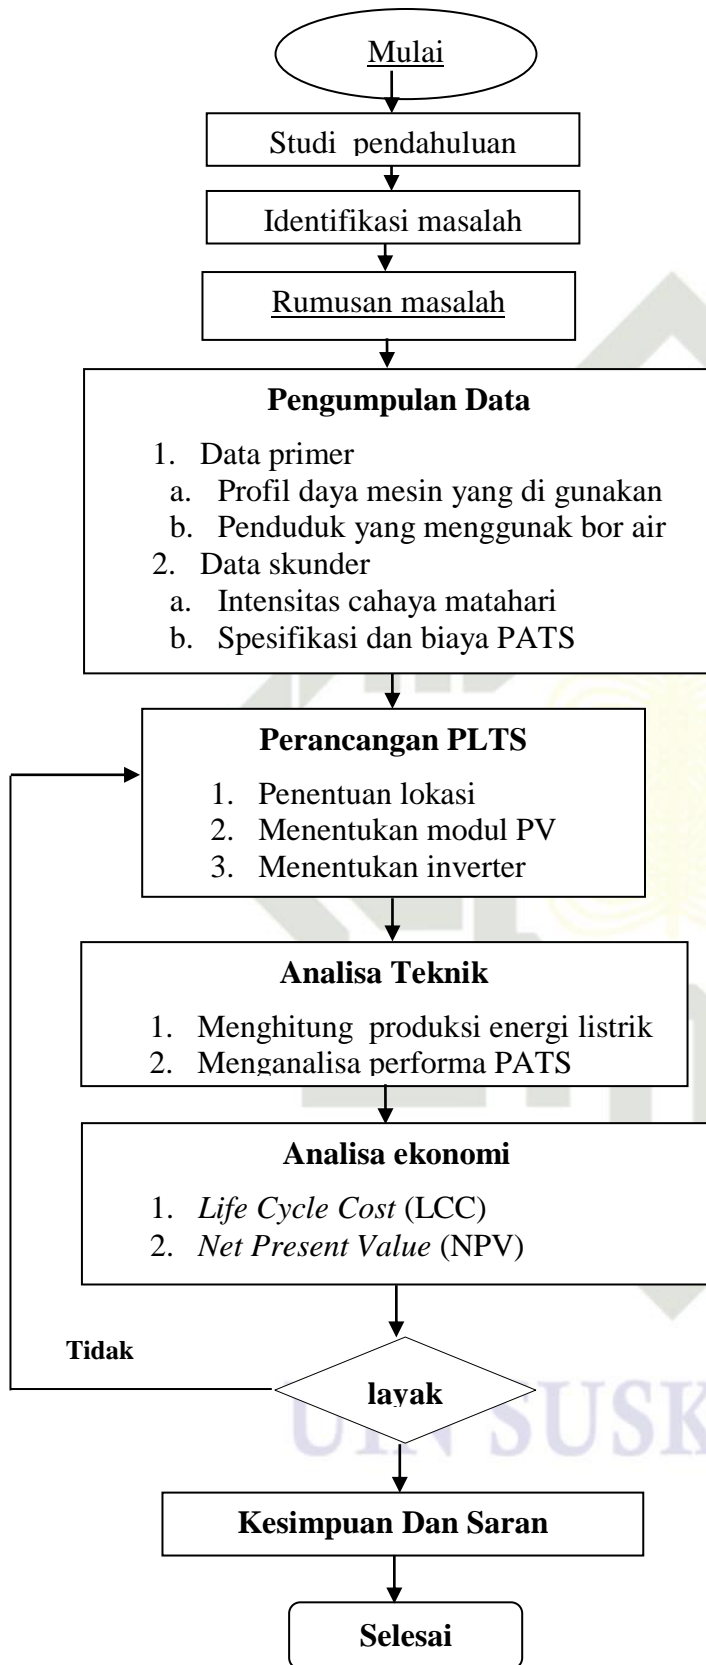 Mulai
Studi pendahuluan
Identifikasi masalah
Rumusan masalah
Pengumpulan Data
1. Data primer
a. Profil daya mesin yang di gunakan
b. Penduduk yang menggunak bor air
2. Data skunder
a. Intensitas cahaya matahari
b. Spesifikasi dan biaya PATS
Perancangan PLTS
1. Penentuan lokasi
2. Menentukan modul PV
3. Menentukan inverter
Analisa Teknik
1. Menghitung produksi energi listrik
2. Menganalisa performa PATS
Analisa ekonomi
1. Life Cycle Cost (LCC)
2. Net Present Value (NPV)
Tidak
layak
UIN SUSK
Kesimpuan Dan Saran
Selesai